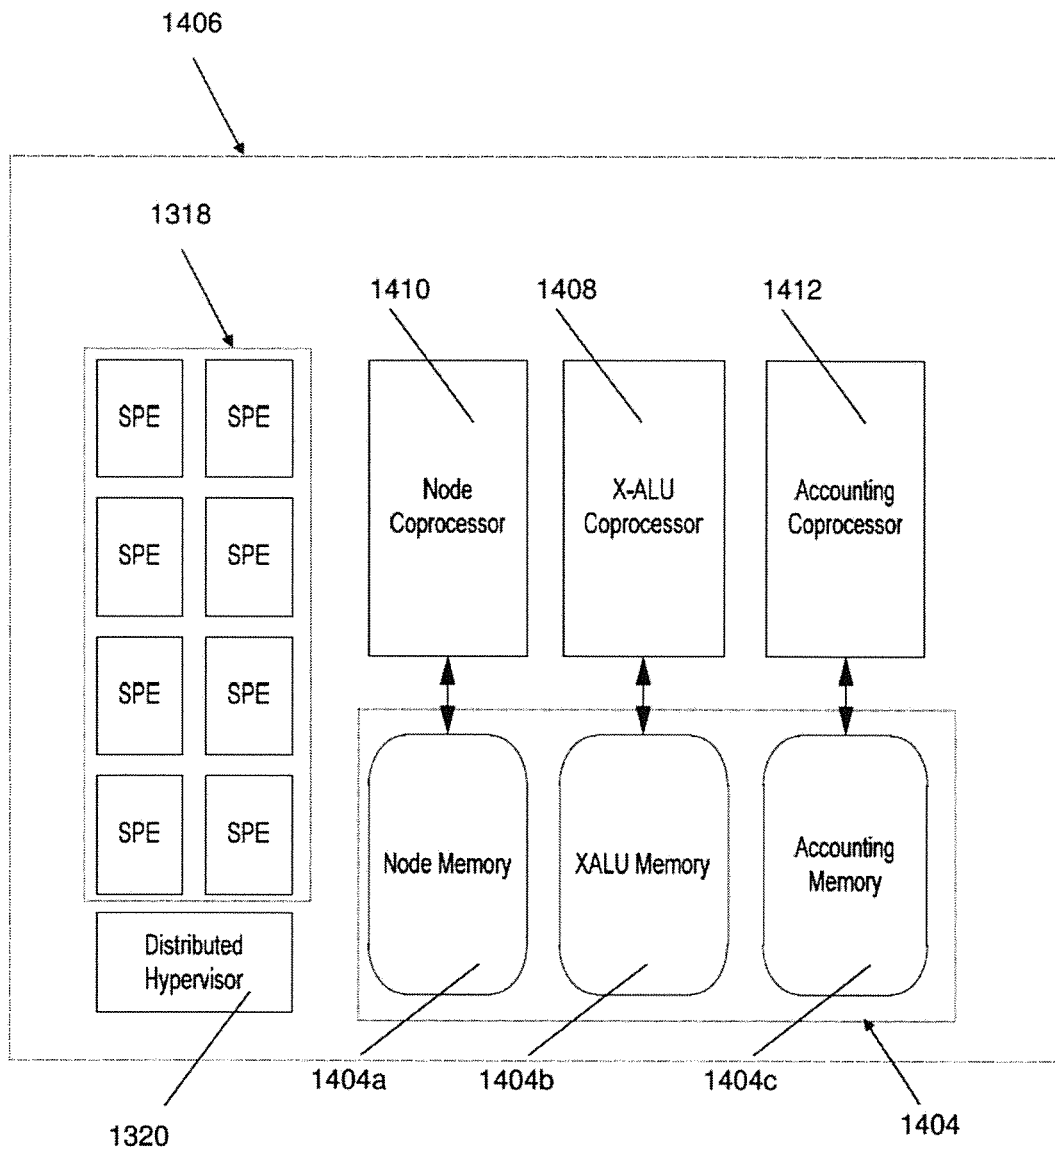 1406
1318
1410
1408
1412
SPE
SPE
SPE
SPE
SPE
SPE
SPE
SPE
Node
Coprocessor
X-ALU
Coprocessor
Accounting
Coprocessor
Node Memory
XALU Memory
Accounting
Memory
Distributed
Hypervisor
1404a
1404b
1404c
1404
1320